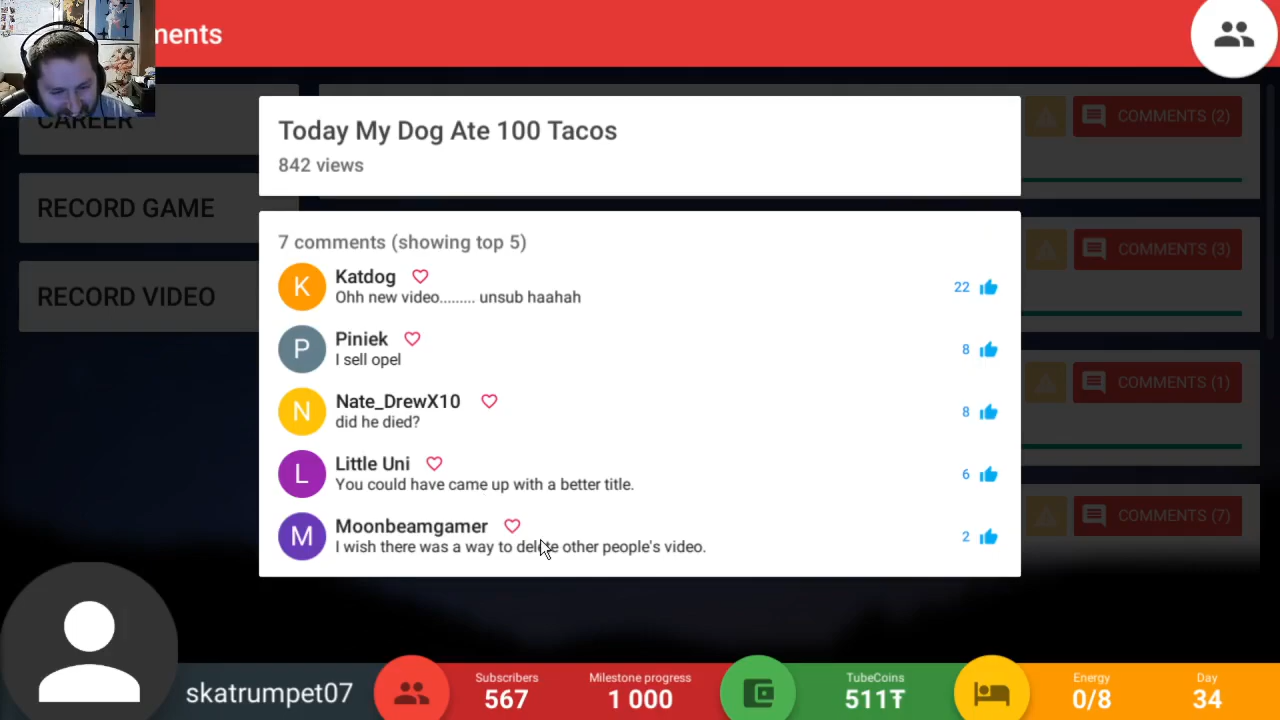 ments
CAREER
RECORD GAME
RECORD VIDEO
Today My Dog Ate 100 Tacos
842 views
7 comments (showing top 5)
K
Katdog
Ohh new video......... unsub haahah
22
P
Piniek
I sell opel
8
N
Nate_DrewX10
did he died?
8
L
Little Uni
You could have came up with a better title.
6
M
Moonbeamgamer
I wish there was a way to delete other people's video.
2
COMMENTS (2)
COMMENTS (3)
COMMENTS (1)
COMMENTS (7)
skatrumpet07
Subscribers
567
Milestone progress
1 000
TubeCoins
511Ŧ
Energy
0/8
Day
34